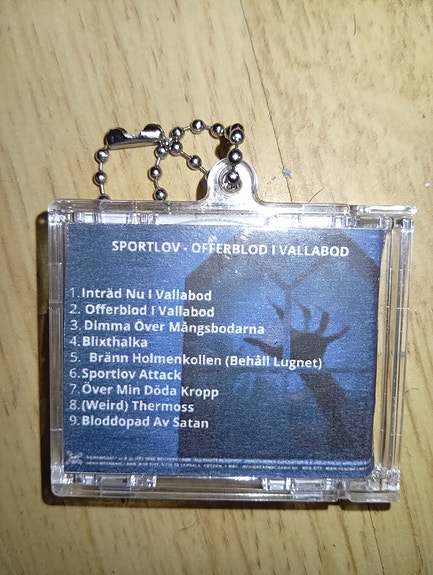 SPORTLOV - OFFERBLOD I VALLABOD
1. Inträd Nu I Vallabod
2. Offerblod I Vallabod
3, DImma Över Mångsbodarna
4. Blixthalka
5. Bränn Holmenkollen (Behåll Lugnet)
6. Sportlov Attack
7. Över Min Döda Kropp
8. (Weird) Thermoss
9. Bloddopad Av Satan